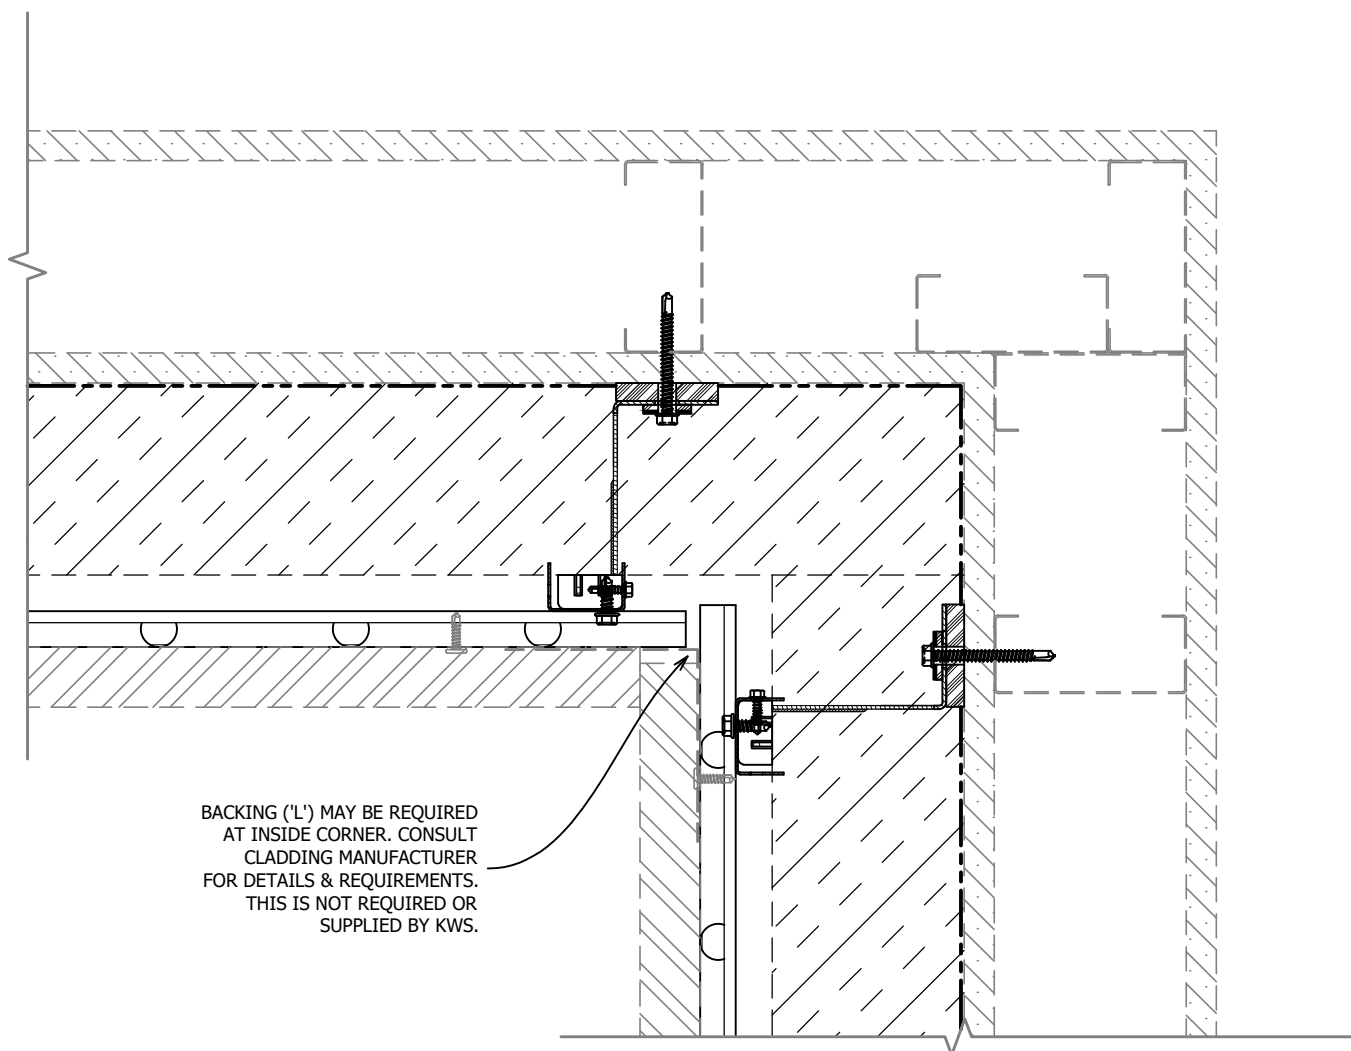 BACKING ('L') MAY BE REQUIRED
AT INSIDE CORNER. CONSULT
CLADDING MANUFACTURER
FOR DETAILS & REQUIREMENTS.
THIS IS NOT REQUIRED OR
SUPPLIED BY KWS.